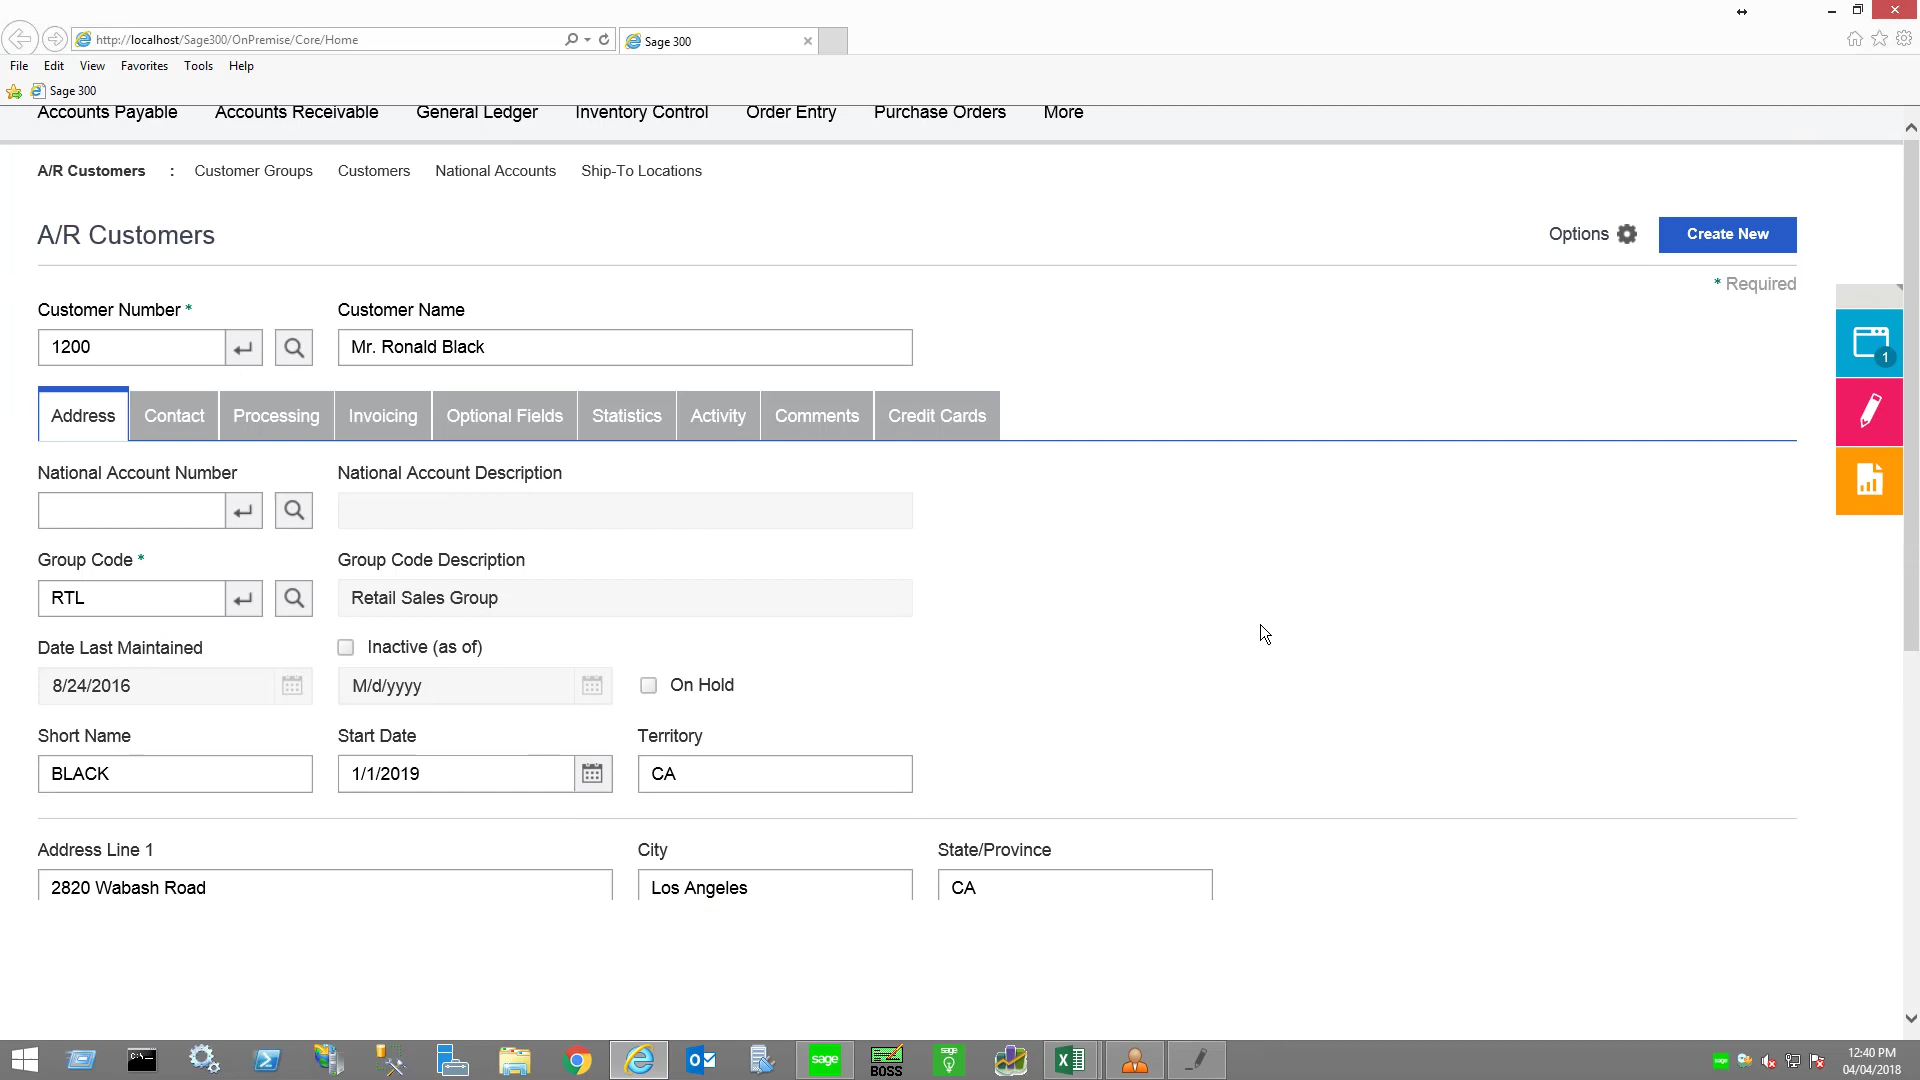 http://localhost/Sage300/OnPremise/Core/Home
Sage 300
File Edit View Favorites Tools Help
Sage 300
Accounts Payable Accounts Receivable General Ledger Inventory Control Order Entry Purchase Orders More
A/R Customers : Customer Groups Customers National Accounts Ship-To Locations
A/R Customers Options Create New
* Required
Customer Number * Customer Name
1200 Mr. Ronald Black
1
Address Contact Processing Invoicing Optional Fields Statistics Activity Comments Credit Cards
National Account Number National Account Description
Group Code * Group Code Description
RTL Retail Sales Group
Date Last Maintained Inactive (as of)
8/24/2016 M/d/yyyy On Hold
Short Name Start Date Territory
BLACK 1/1/2019 CA
Address Line 1 City State/Province
2820 Wabash Road Los Angeles CA
sage
BOSS
sage
12:40 PM
04/04/2018